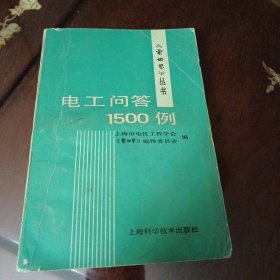 《电世界》丛书
电工问答
1500例
上海市电机工程学会
《电世界》编辑委员会 编
上海科学技术出版社